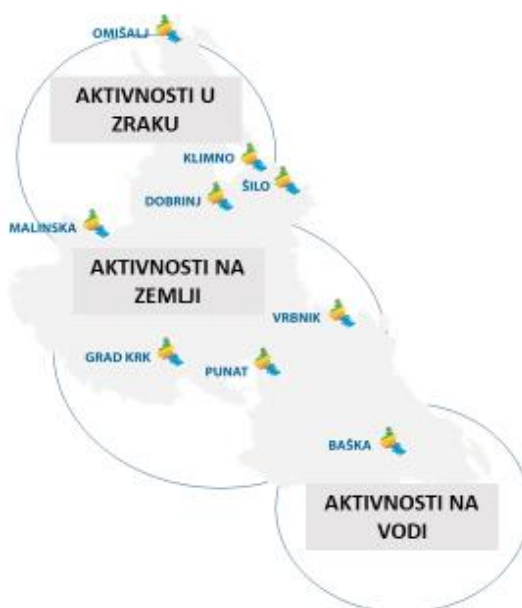 OMIŠALJ
AKTIVNOSTI U
ZRAKU
KLIMNO
ŠILO
DOBRINJ
MALINSKA
AKTIVNOSTI NA
ZEMLJI
VRBNIK
GRAD KRK
PUNAT
BAŠKA
AKTIVNOSTI NA
VODI